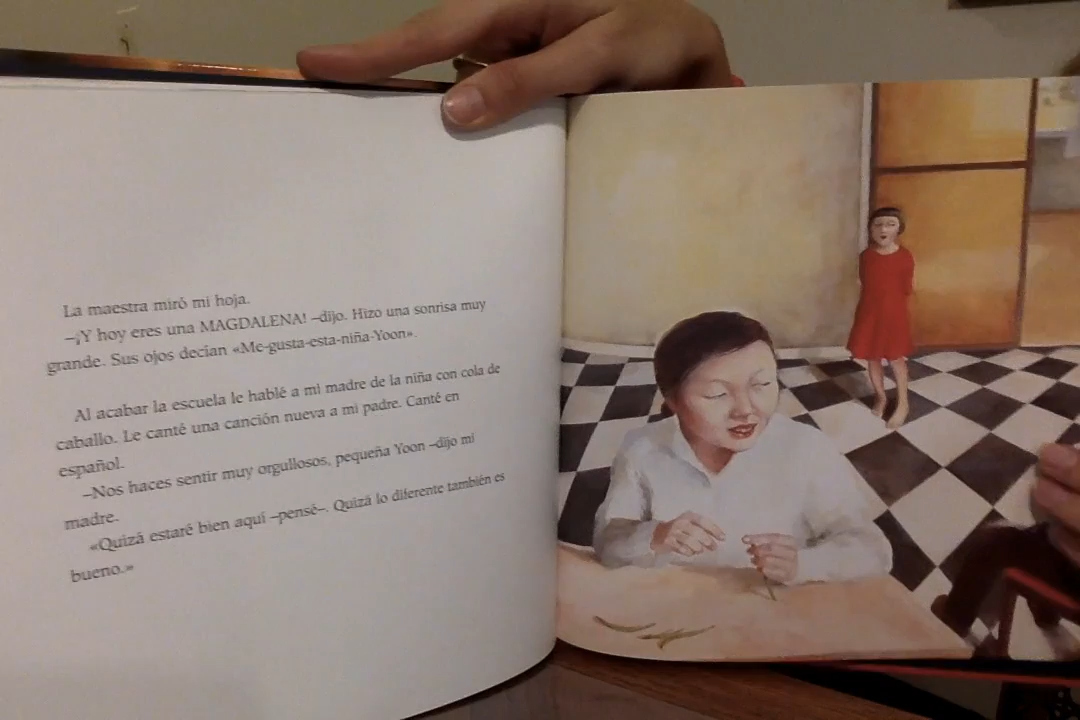 La maestra miró mi hoja.
–¡Y hoy eres una MAGDALENA! –dijo. Hizo una sonrisa muy
grande. Sus ojos decían «Me-gusta-esta-niña-Yoon».
Al acabar la escuela le hablé a mi madre de la niña con cola de
caballo. Le canté una canción nueva a mi padre. Canté en
español.
–Nos haces sentir muy orgullosos, pequeña Yoon –dijo mi
madre.
«Quizá estaré bien aquí –pensé–. Quizá lo diferente también es
bueno.»